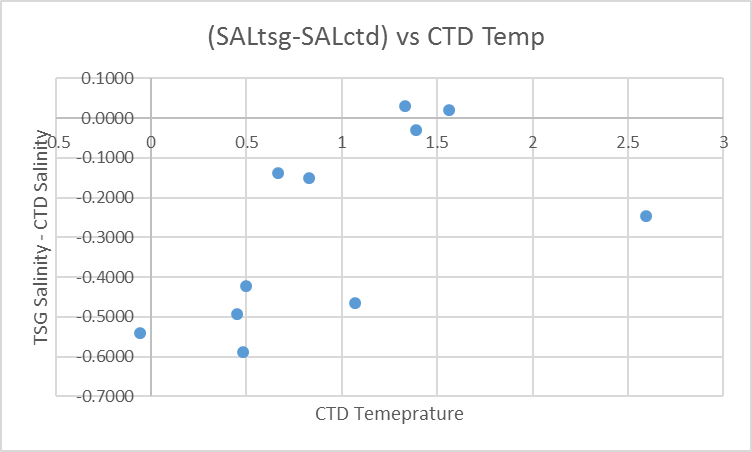 (SALtsg-SALctd) vs CTD Temp
0.1000
0.0000
-0.1000
-0.2000
-0.3000
-0.4000
-0.5000
-0.6000
-0.7000
TSG Salinity - CTD Salinity
0.5 0 0.5 1 1.5 2 2.5 3
CTD Temeprature